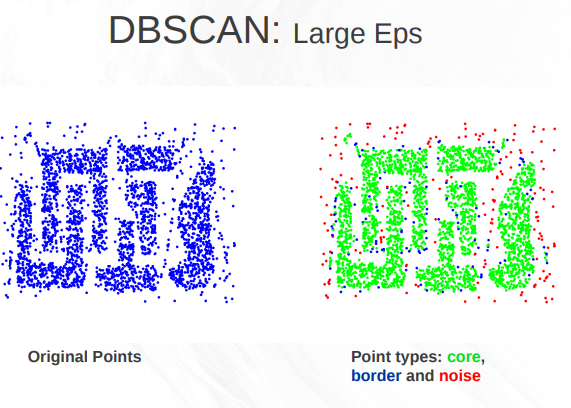 DBSCAN: Large Eps
Original Points
Point types: core,
border and noise